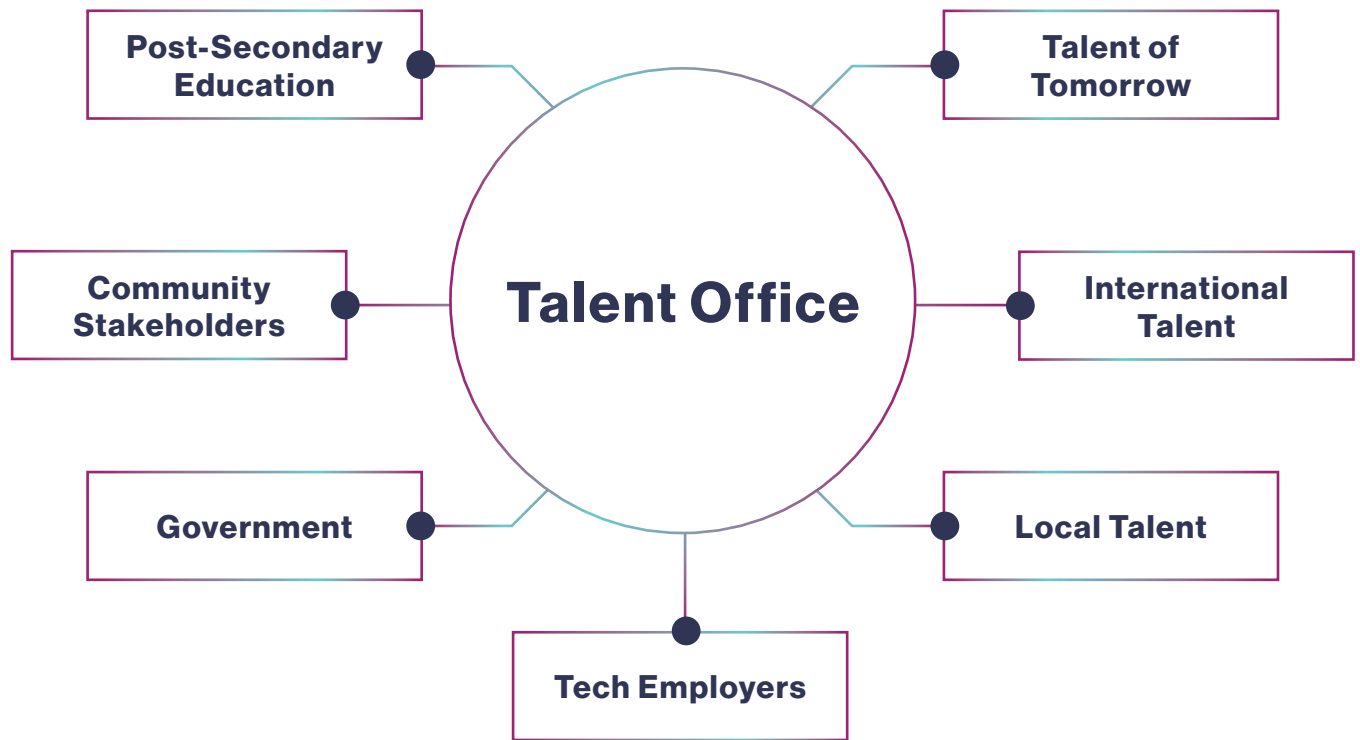 Post-Secondary
Education
Talent of
Tomorrow
Community
Stakeholders
Talent Office
International
Talent
Government
Local Talent
Tech Employers